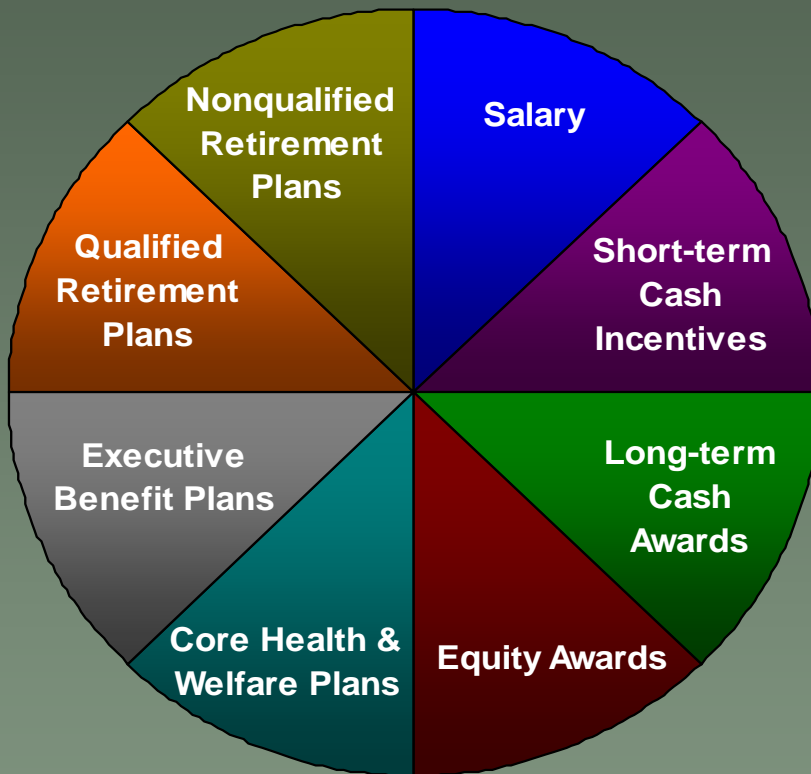 Salary
Short-term
Cash
Incentives
Long-term
Cash
Awards
Equity Awards
Core Health &
Welfare Plans
Executive
Benefit Plans
Qualified
Retirement
Plans
Nonqualified
Retirement
Plans